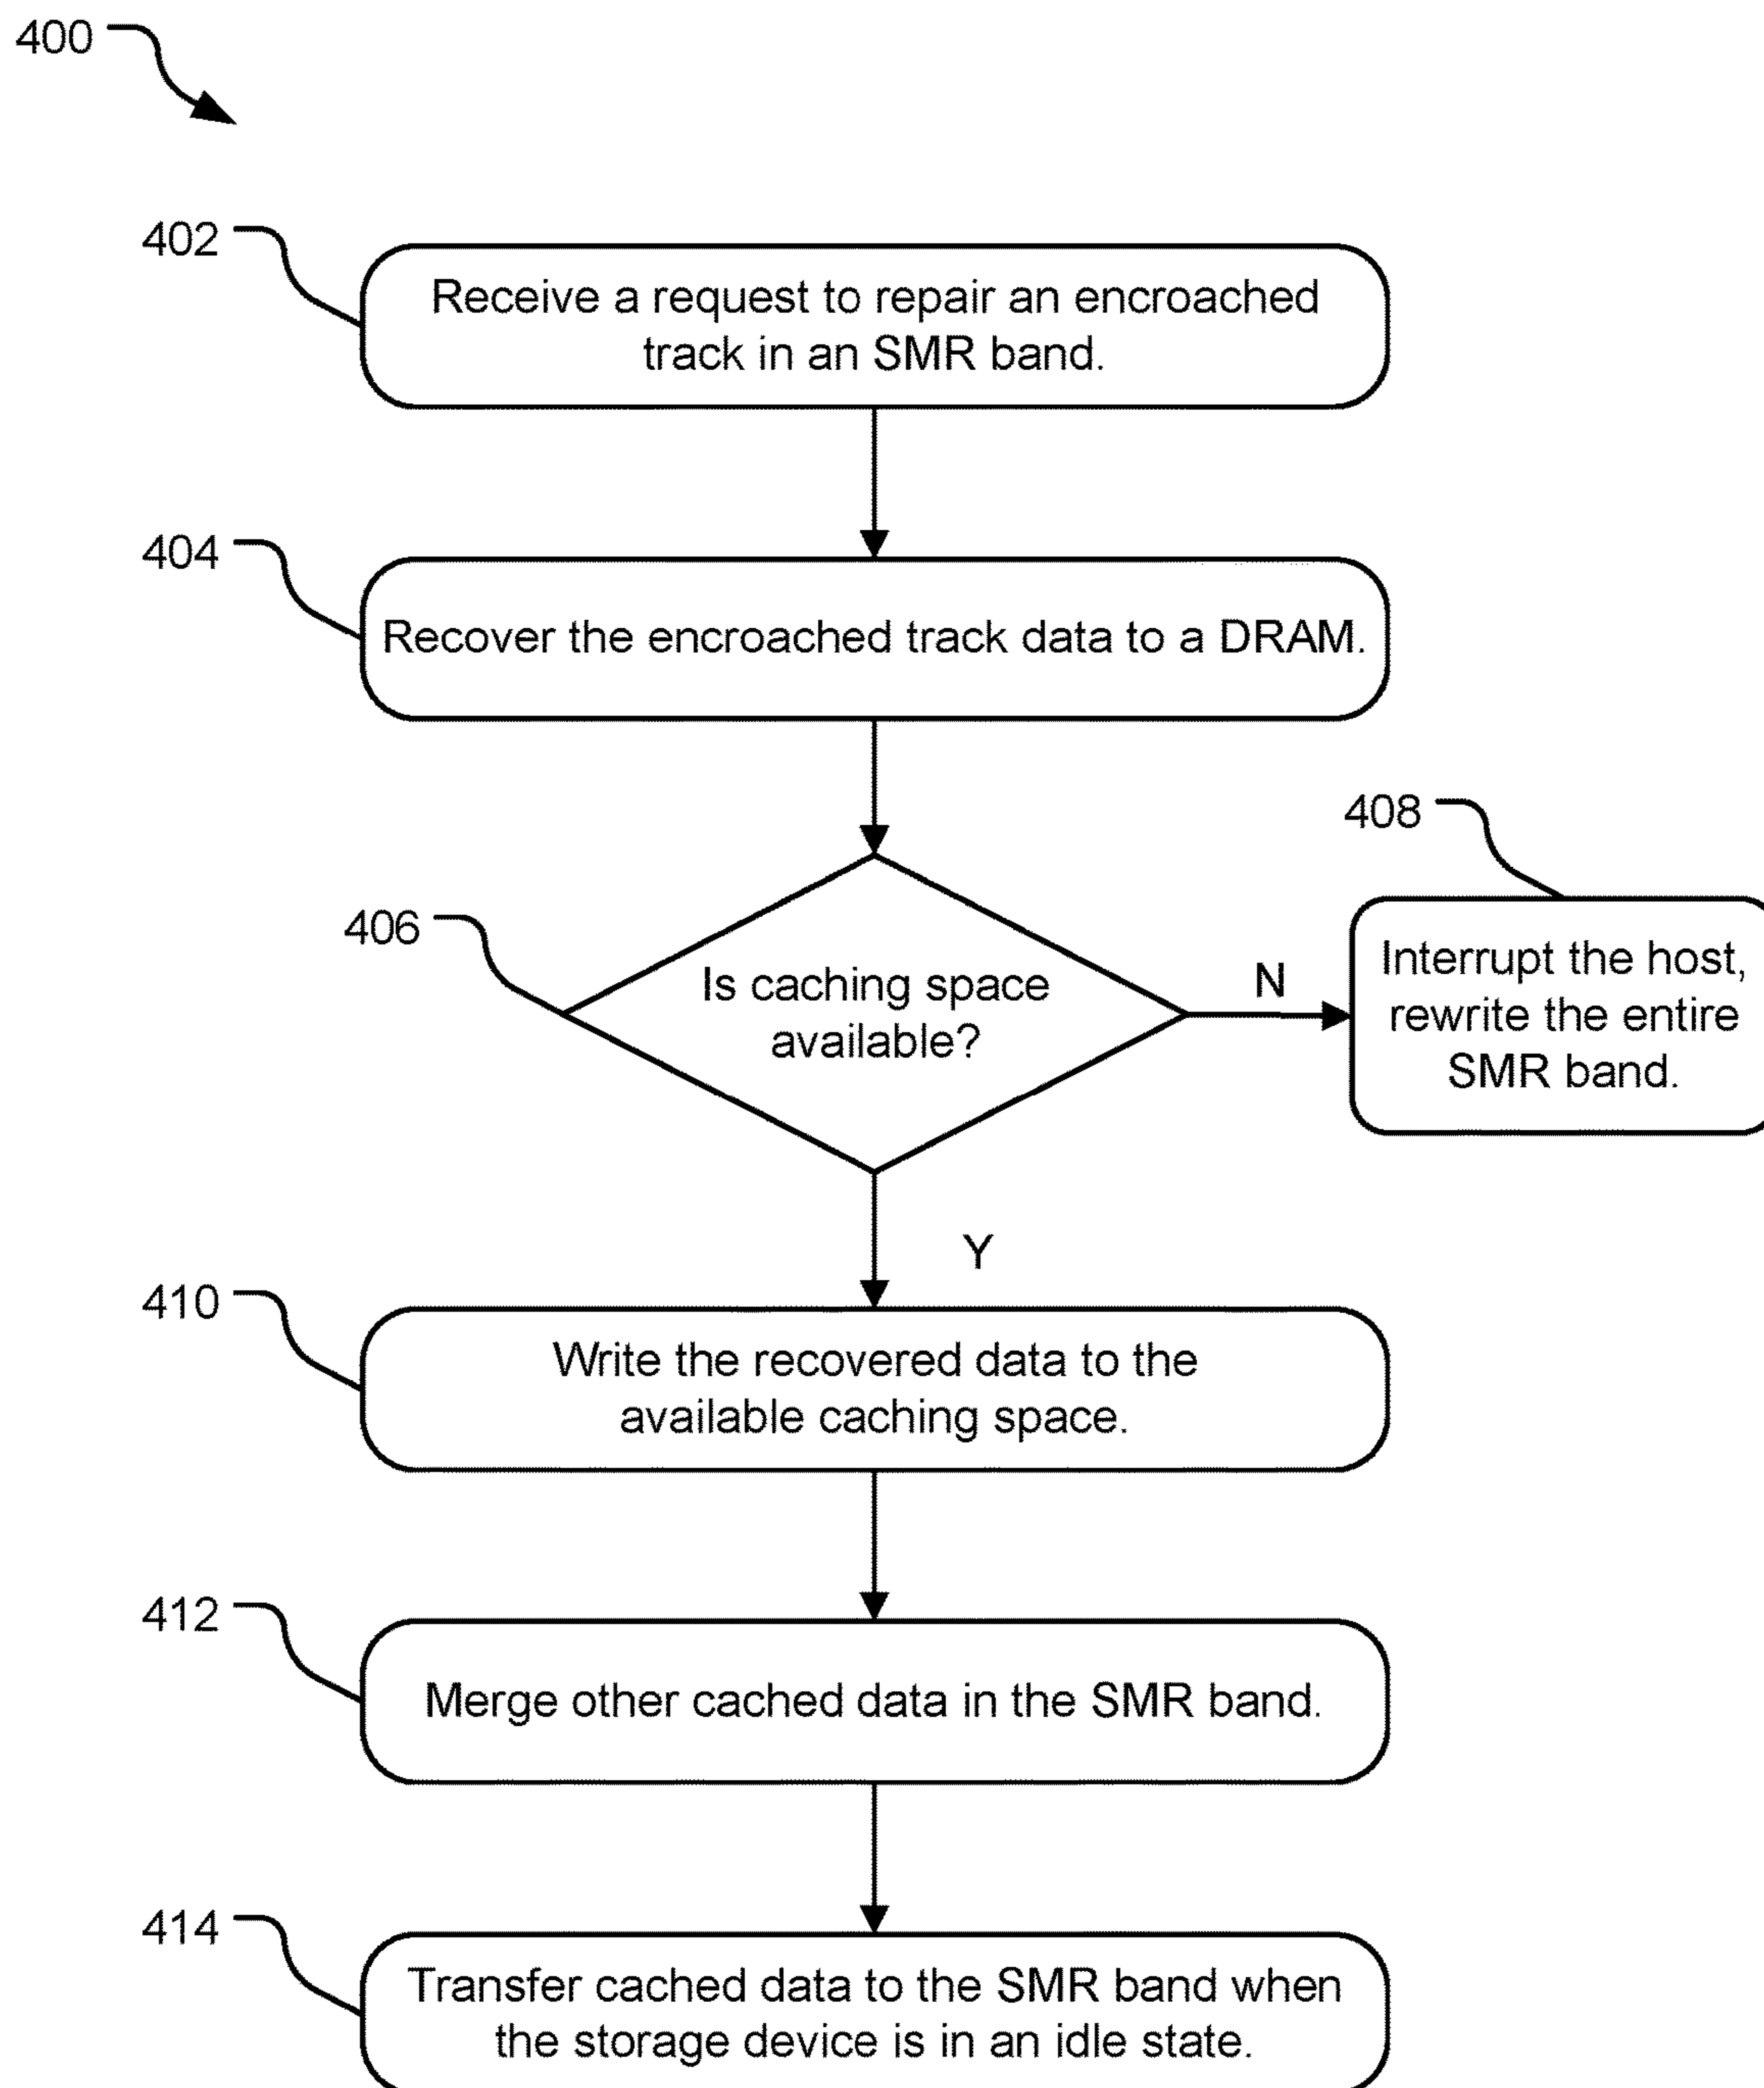 400
402
Receive a request to repair an encroached
track in an SMR band.
404
Recover the encroached track data to a DRAM.
408
406
Is caching space
available?
N
Interrupt the host,
rewrite the entire
SMR band.
Y
410
Write the recovered data to the
available caching space.
412
Merge other cached data in the SMR band.
414
Transfer cached data to the SMR band when
the storage device is in an idle state.